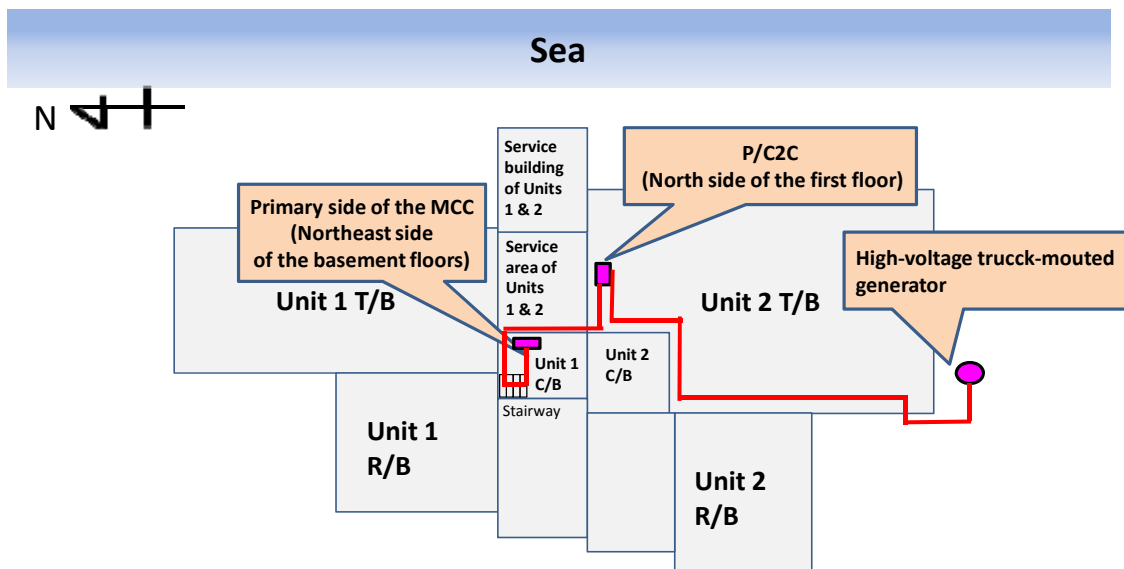 Sea
N
Service
building
of Units
1 & 2
P/C2C
(North side of the first floor)
Primary side of the MCC
(Northeast side
of the basement floors)
Service
area of
Units
1 & 2
High-voltage trucck-mouted
generator
Unit 1 T/B
Unit 2 T/B
Unit 1
C/B
Unit 2
C/B
Stairway
Unit 1
R/B
Unit 2
R/B